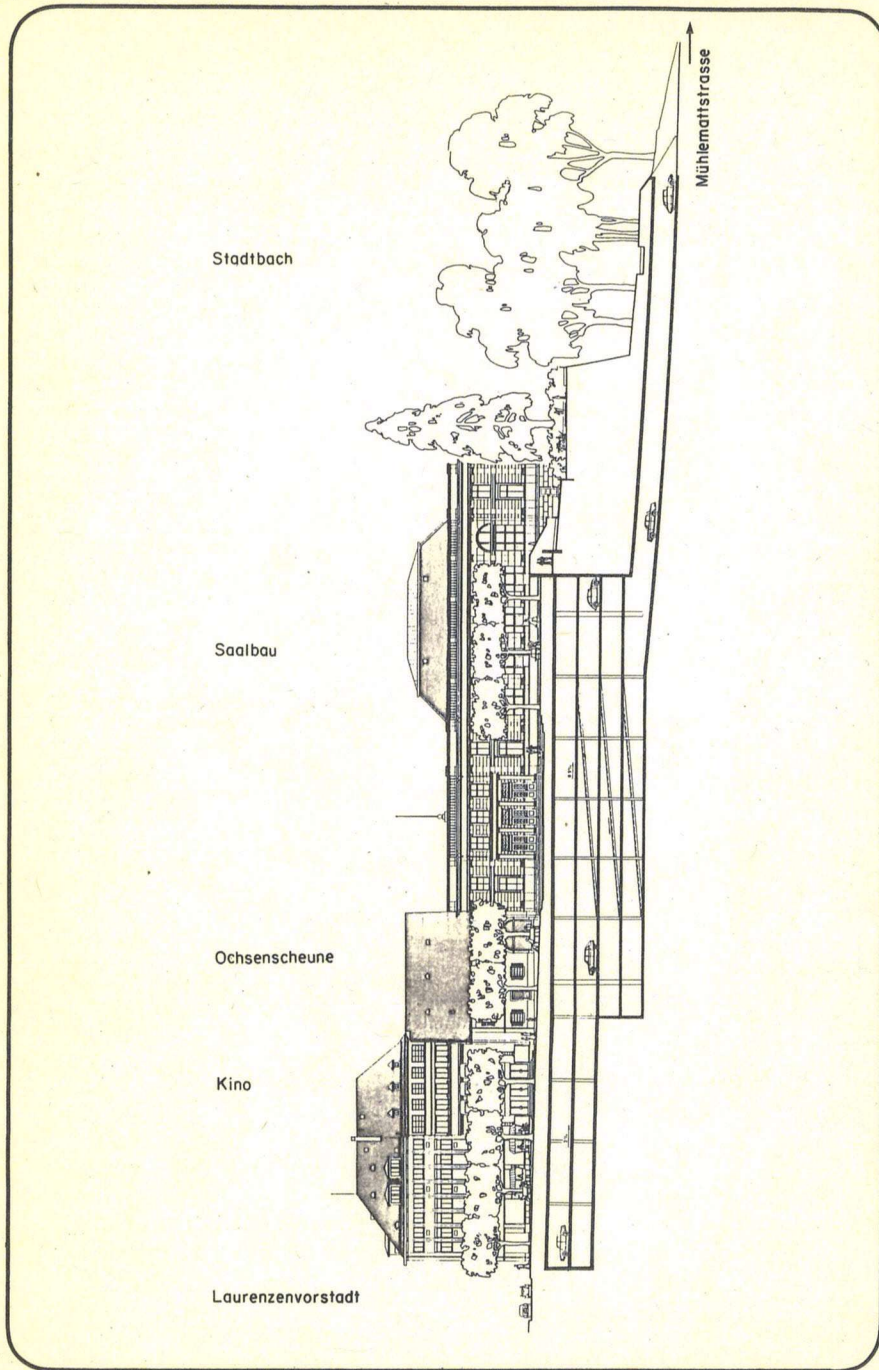 Mühlemattstrasse
Stadtbach
Saalbau
Ochsenscheune
Kino
Laurenzenvorstadt